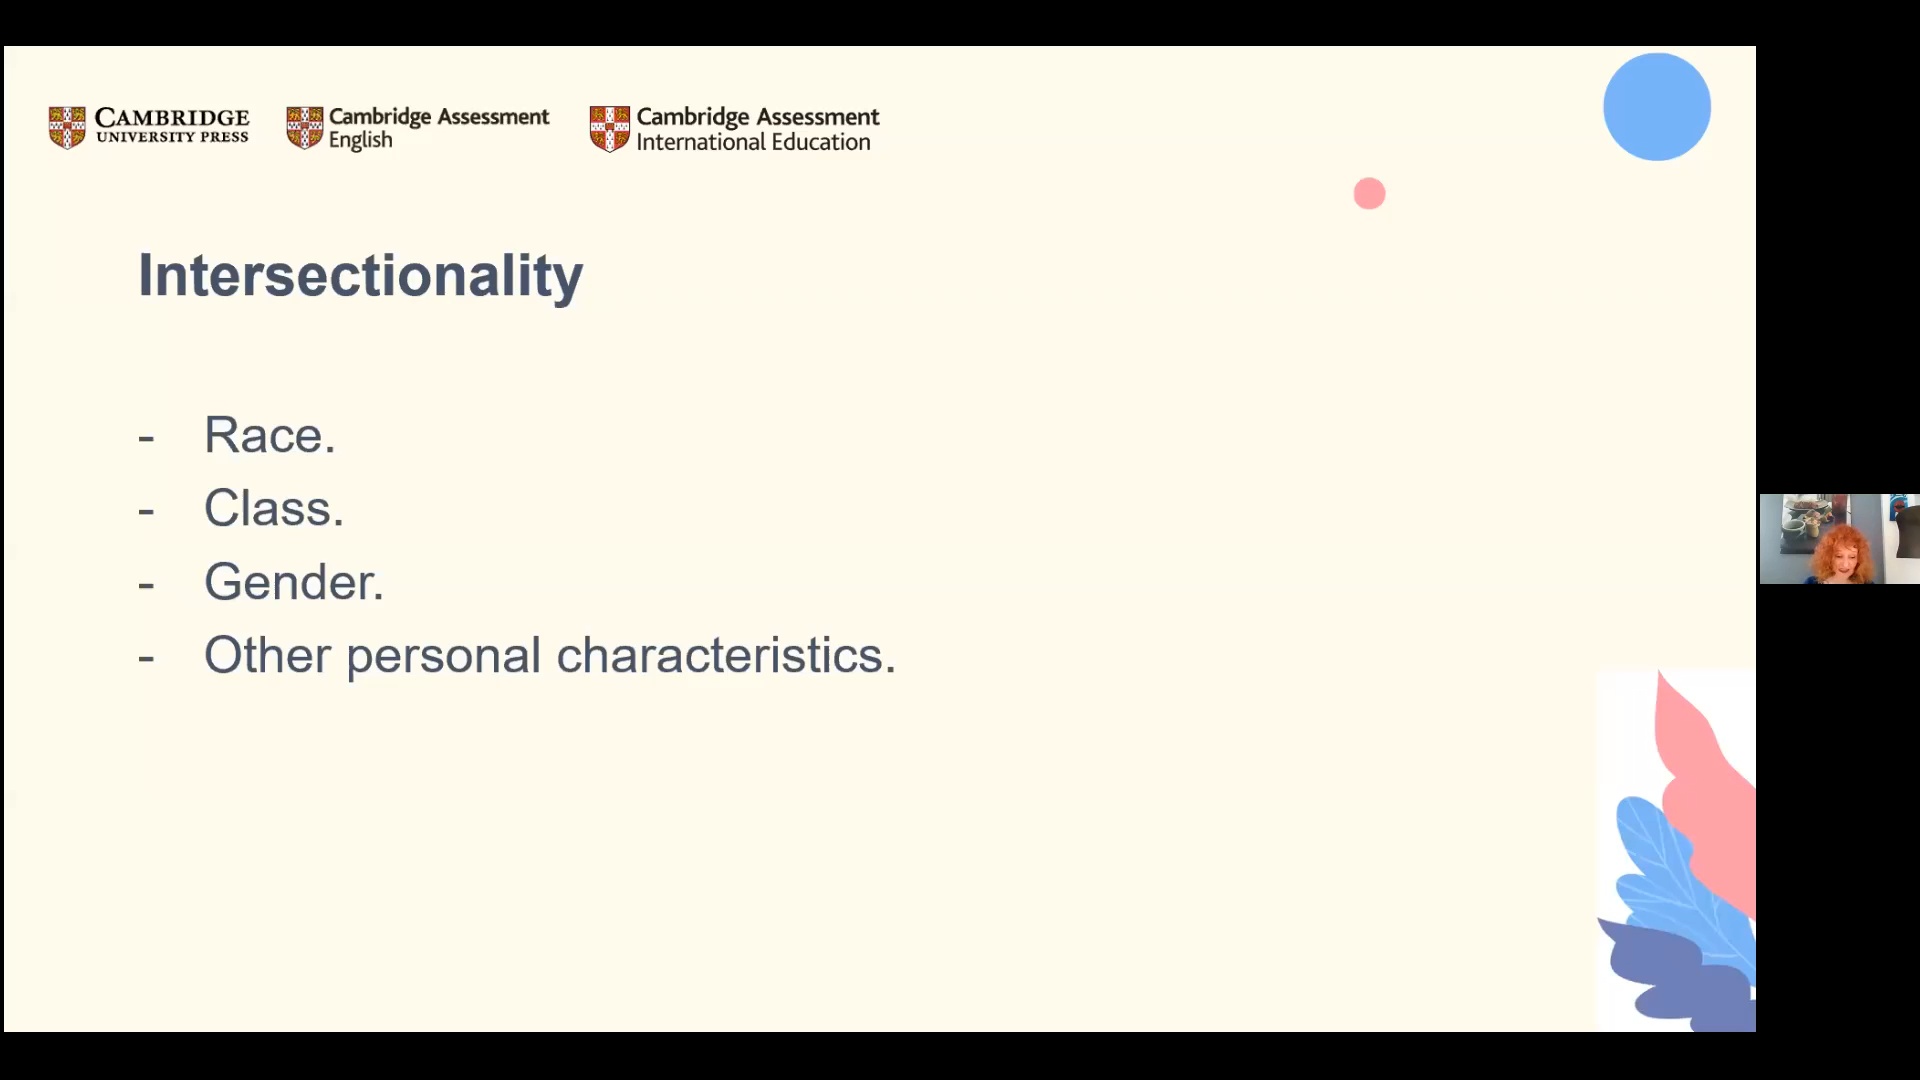 CAMBRIDGE
UNIVERSITY PRESS
Cambridge Assessment
English
Cambridge Assessment
International Education
Intersectionality
- Race.
- Class.
- Gender.
- Other personal characteristics.